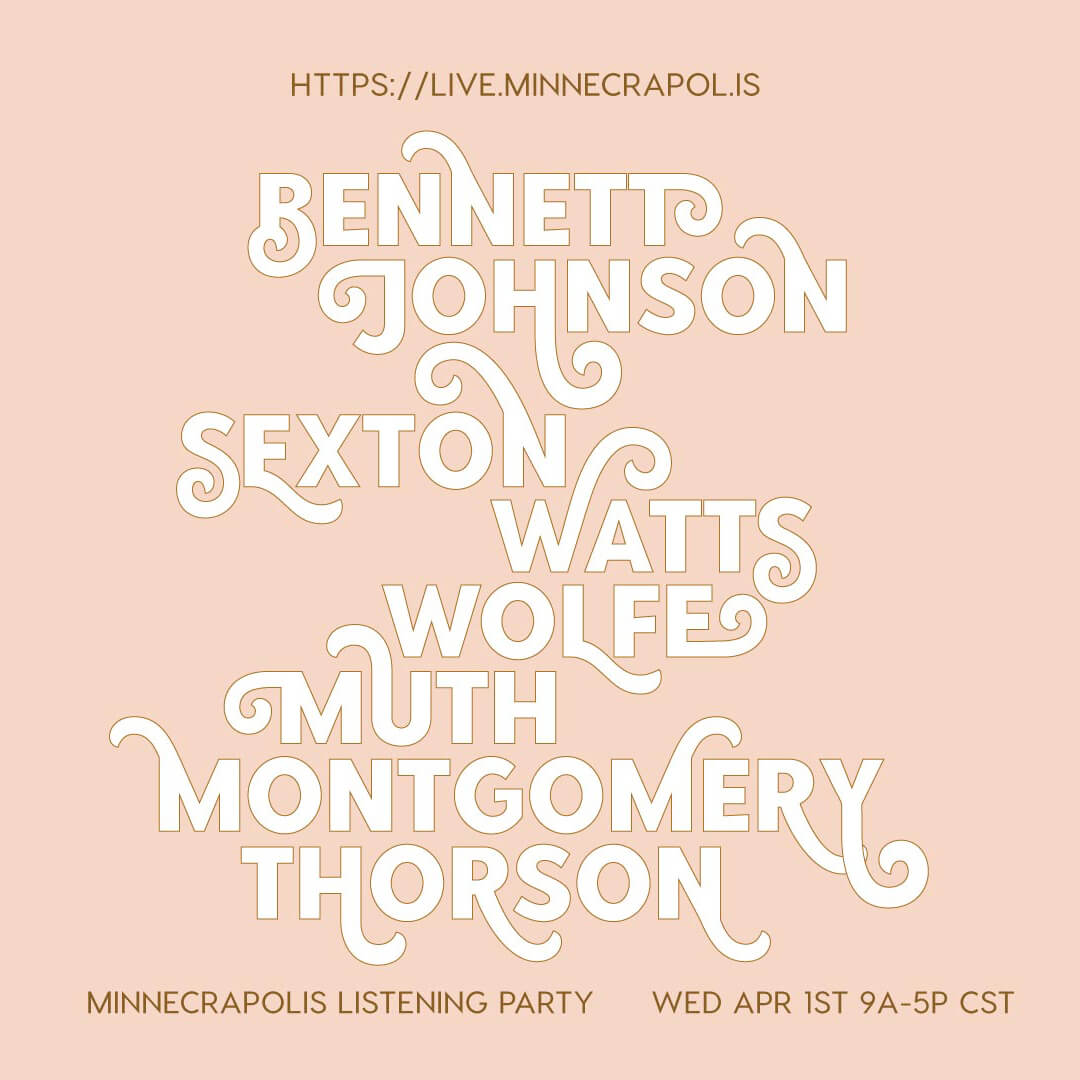 HTTPS://LIVE.MINNECRAPOL.IS
BENNETT
JOHNSON
SEXTON
WATTS
WOLFE
MUTH
MONTGOMERY
THORSON
MINNECRAPOLIS LISTENING PARTY WED APR 1ST 9A-5P CST